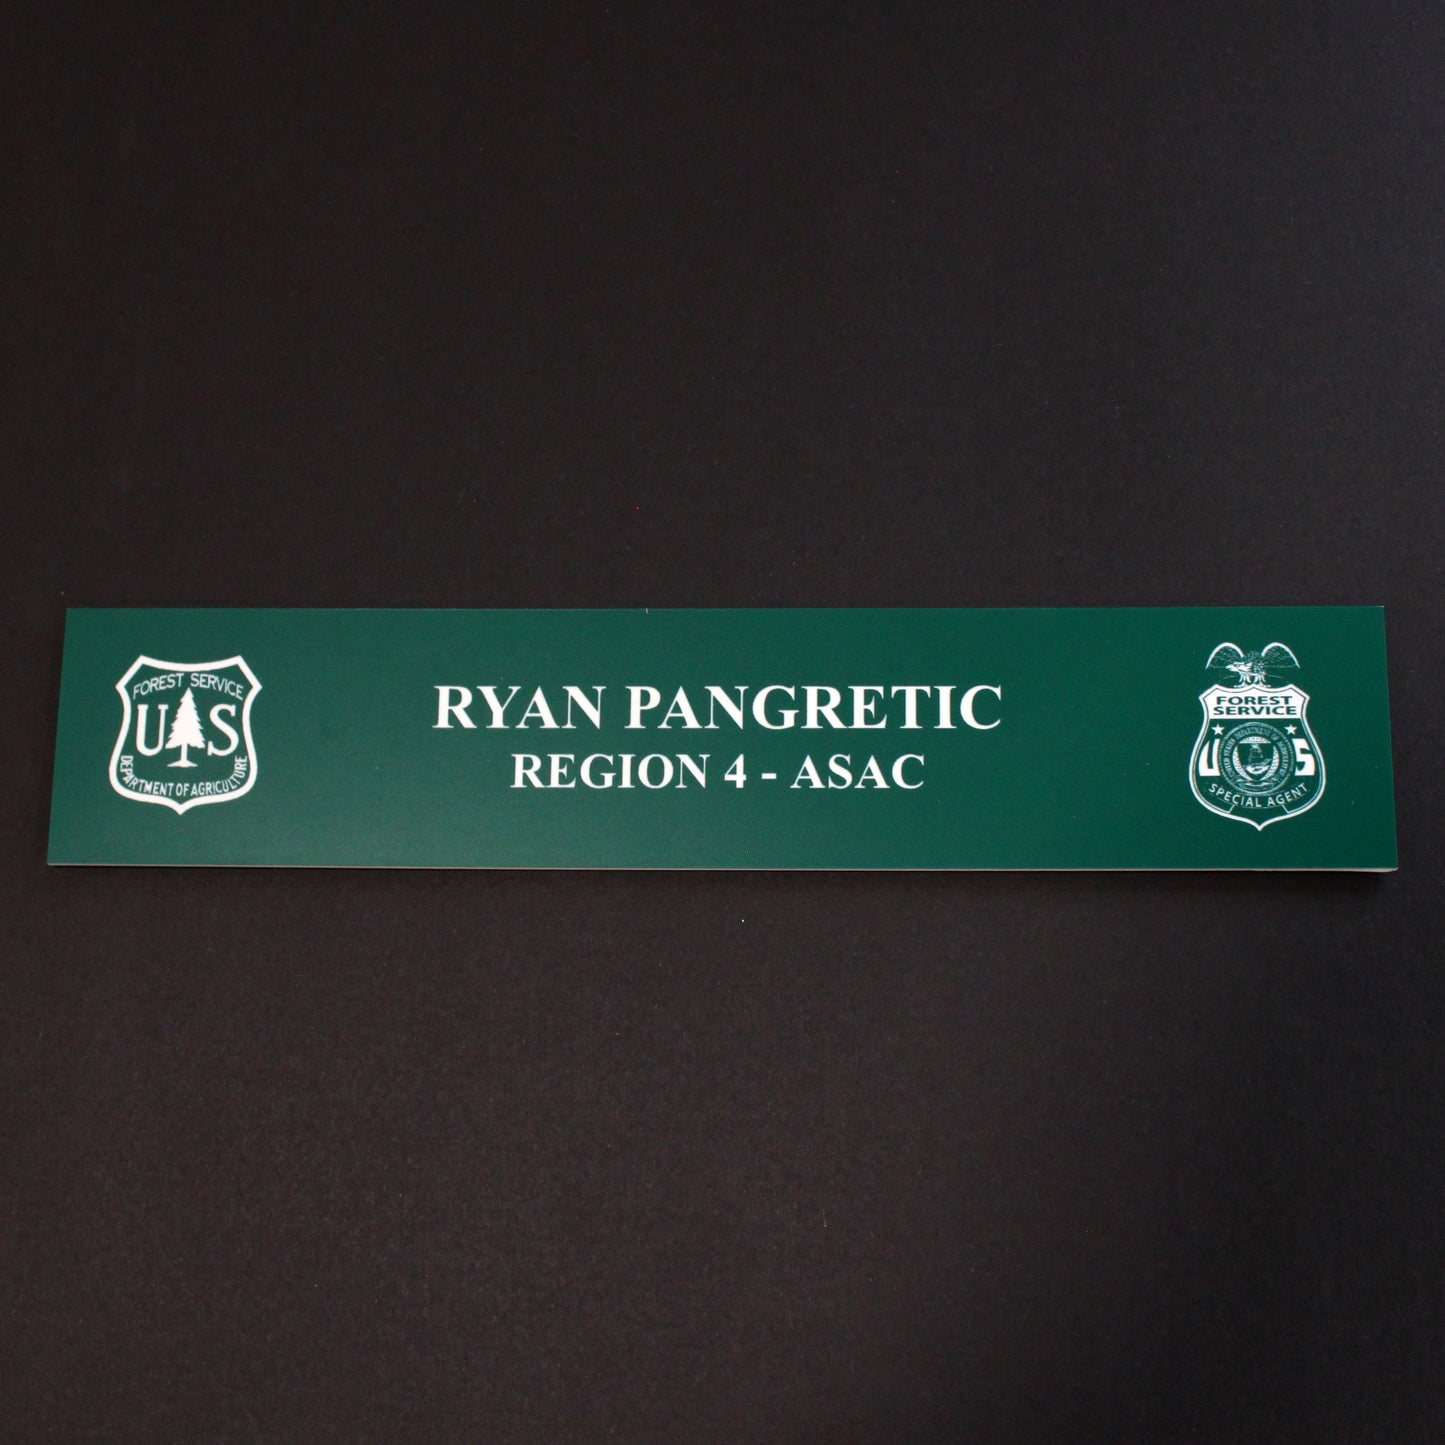 FOREST SERVICE
U S
DEPARTMENT OF AGRICULTURE
RYAN PANGRETIC
REGION 4 - ASAC
FOREST
SERVICE
U S
SPECIAL AGENT